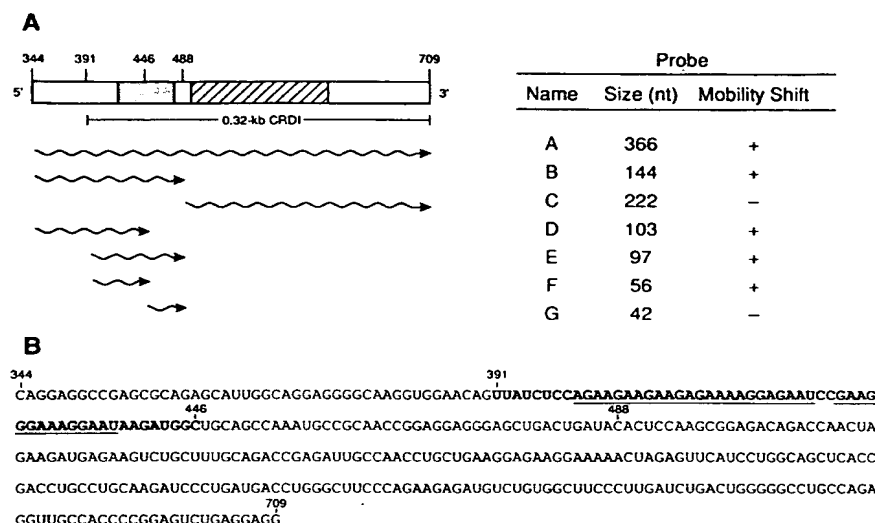 A
344 391 446 488 709
5' 3'
0.32-kb CRDI
Probe
Name Size (nt) Mobility Shift
A 366 +
B 144 +
C 222 –
D 103 +
E 97 +
F 56 +
G 42 –
B
344 391
CAGGAGGCCGAGCGCAGAGCAUUGGCAGGAGGGGCAAGGUGGAACAGUUAUCUCCAGAAGAAGAAGAGAAAAGGAGAAUCCGAAG
GGAAAGGAAUAAGAUGGCUGCAGCCAAAUGCCGCAACCGGAGGAGGGAGCUGACUGAUACACUCCAAGCGGAGACAGACCAACUA
446 488
GAAGAUGAGAAGUCUGCUUUGCAGACCGAGAUUGCCAACCUGCUGAAGGAGAAGGAAAAACUAGAGUUCAUCCUGGCAGCUCACC
GACCUGCCUGCAAGAUCCCUGAUGACCUGGGCUUCCCAGAAGAGAUGUCUGUGGCUUCCCUUGAUCUGACUGGGGGCCUGCCAGA
709
GGUUGCCACCCCGGAGUCUGAGGAGG